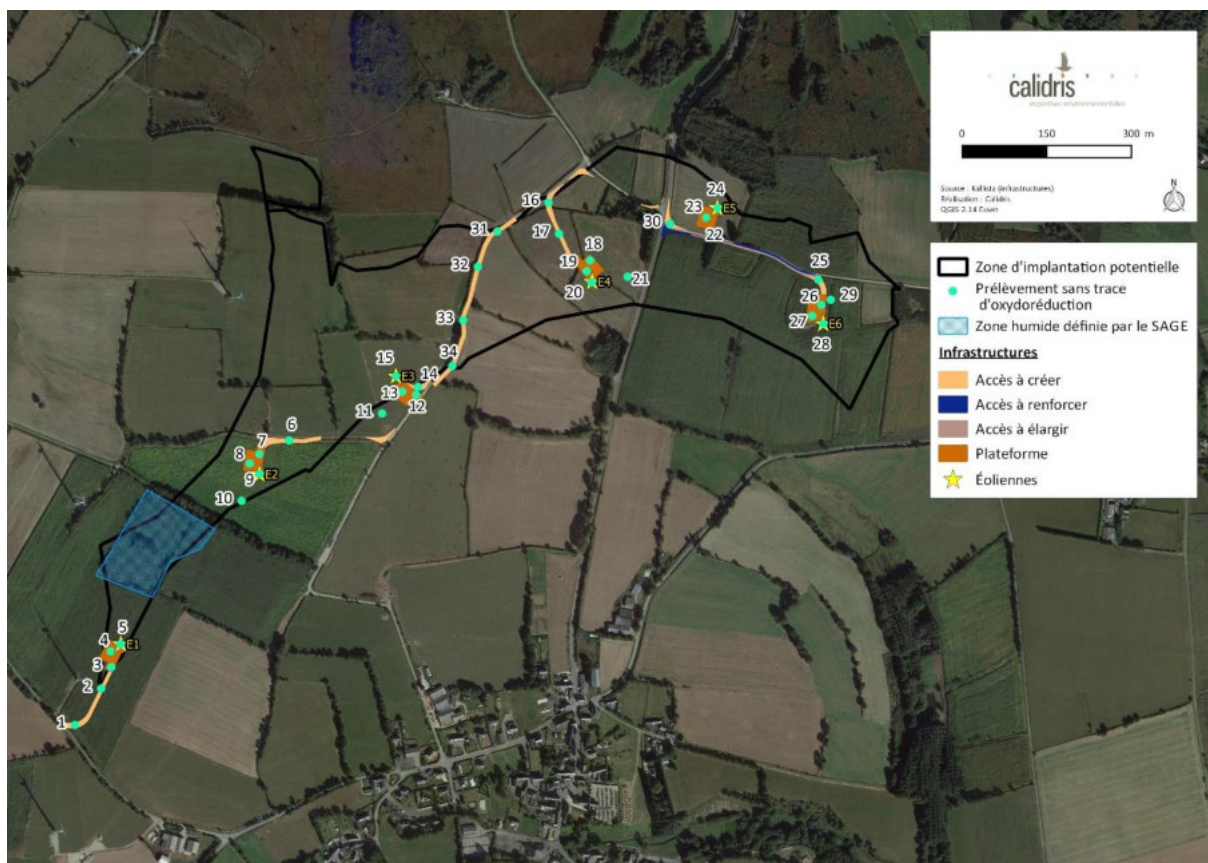 calidris
expertises environnementales
0 150 300 m
Source : Kallista (Infrastructures)
Réalisation : Calidris
QGIS 2.14 Essen
N
Zone d'implantation potentielle
Prélèvement sans trace
d'oxydoréduction
Zone humide définie par le SAGE
Infrastructures
Accès à créer
Accès à renforcer
Accès à élargir
Plateforme
Éoliennes
24
16
23
E5
30
22
31
17
18
32
19
21
25
20
E4
26
29
33
27
E6
28
34
15
E3
14
13
12
11
6
7
8
9
E2
10
5
4
E1
3
2
1